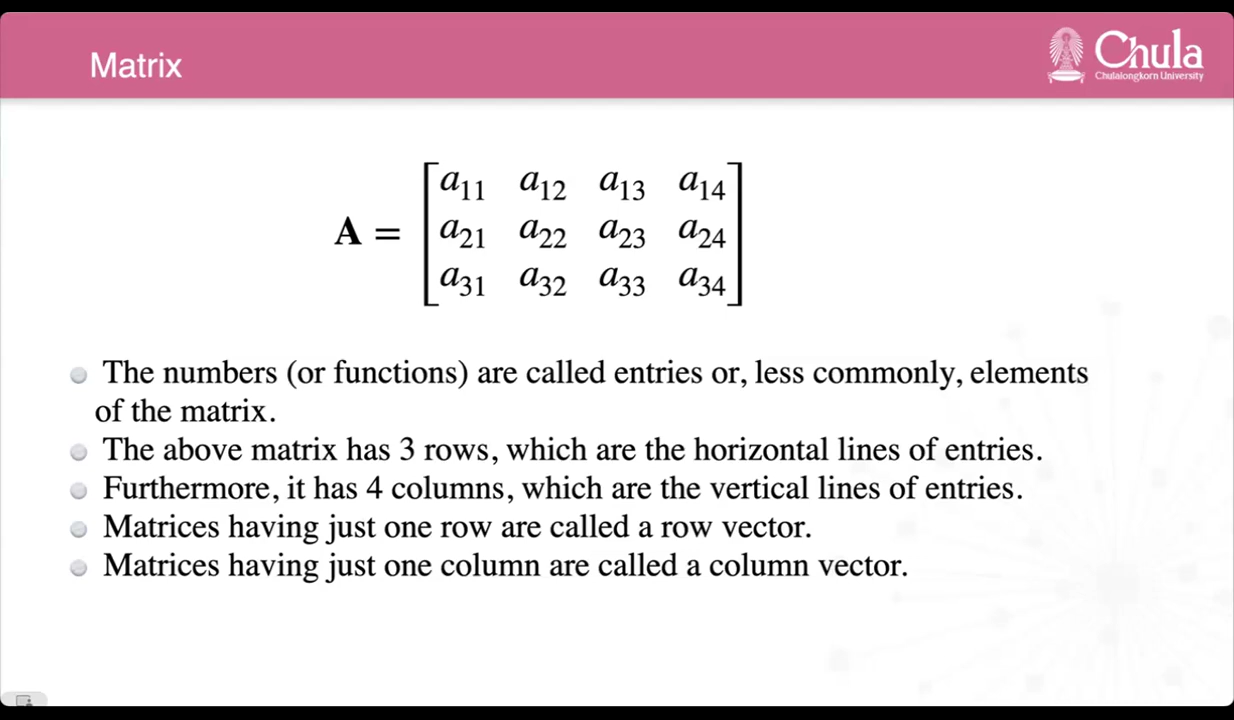 Matrix
Chula
Chulalongkorn University
A = [a11 a12 a13 a14
a21 a22 a23 a24
a31 a32 a33 a34]
The numbers (or functions) are called entries or, less commonly, elements
of the matrix.
The above matrix has 3 rows, which are the horizontal lines of entries.
Furthermore, it has 4 columns, which are the vertical lines of entries.
Matrices having just one row are called a row vector.
Matrices having just one column are called a column vector.